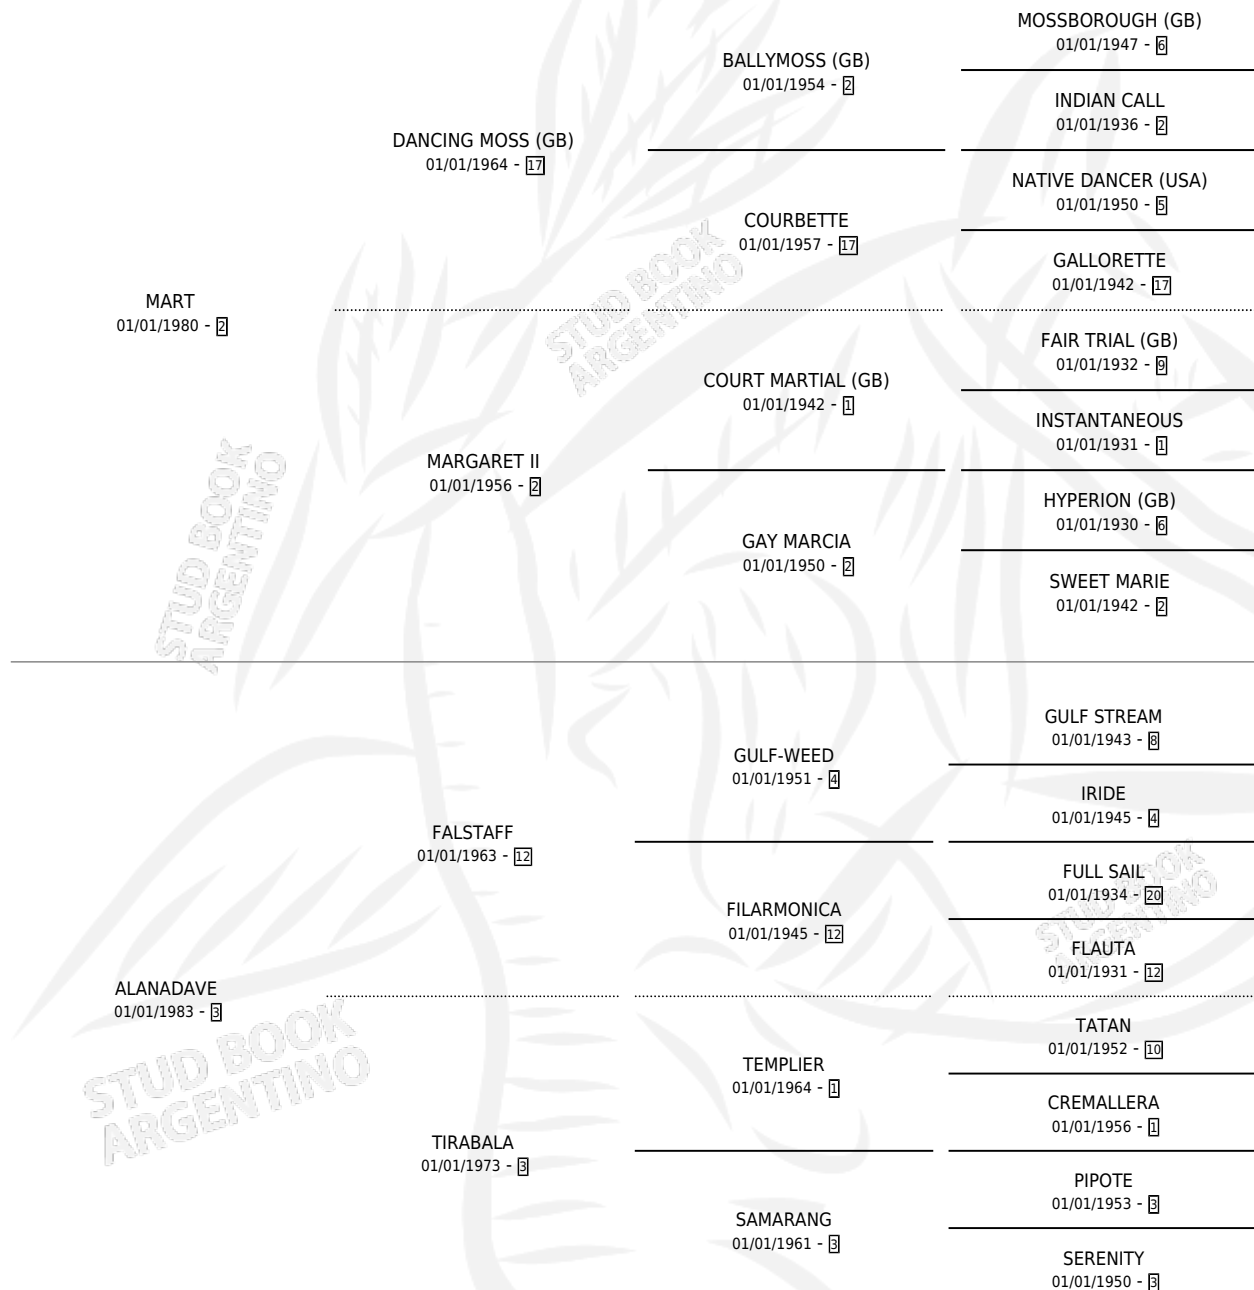 MOSSBOROUGH (GB)
01/01/1947 - 6
BALLYMOSS (GB)
01/01/1954 - 2
INDIAN CALL
01/01/1936 - 2
DANCING MOSS (GB)
01/01/1964 - 17
NATIVE DANCER (USA)
01/01/1950 - 5
COURBETTE
01/01/1957 - 17
GALLORETTE
01/01/1942 - 17
MART
01/01/1980 - 2
STUD BOOK
ARGENTINO
FAIR TRIAL (GB)
01/01/1932 - 9
COURT MARTIAL (GB)
01/01/1942 - 1
INSTANTANEOUS
01/01/1931 - 1
MARGARET II
01/01/1956 - 2
HYPERION (GB)
01/01/1930 - 6
GAY MARCIA
01/01/1950 - 2
SWEET MARIE
01/01/1942 - 2
STUD BOOK
ARGENTINO
GULF STREAM
01/01/1943 - 8
GULF-WEED
01/01/1951 - 4
IRIDE
01/01/1945 - 4
FALSTAFF
01/01/1963 - 12
FULL SAIL
01/01/1934 - 20
FILARMONICA
01/01/1945 - 12
FLAUTA
01/01/1931 - 12
STUD BOOK
ARGENTINO
ALANADAVE
01/01/1983 - 3
STUD BOOK
ARGENTINO
TATAN
01/01/1952 - 10
TEMPLIER
01/01/1964 - 1
CREMALLERA
01/01/1956 - 1
TIRABALA
01/01/1973 - 3
PIPOTE
01/01/1953 - 3
SAMARANG
01/01/1961 - 3
SERENITY
01/01/1950 - 3